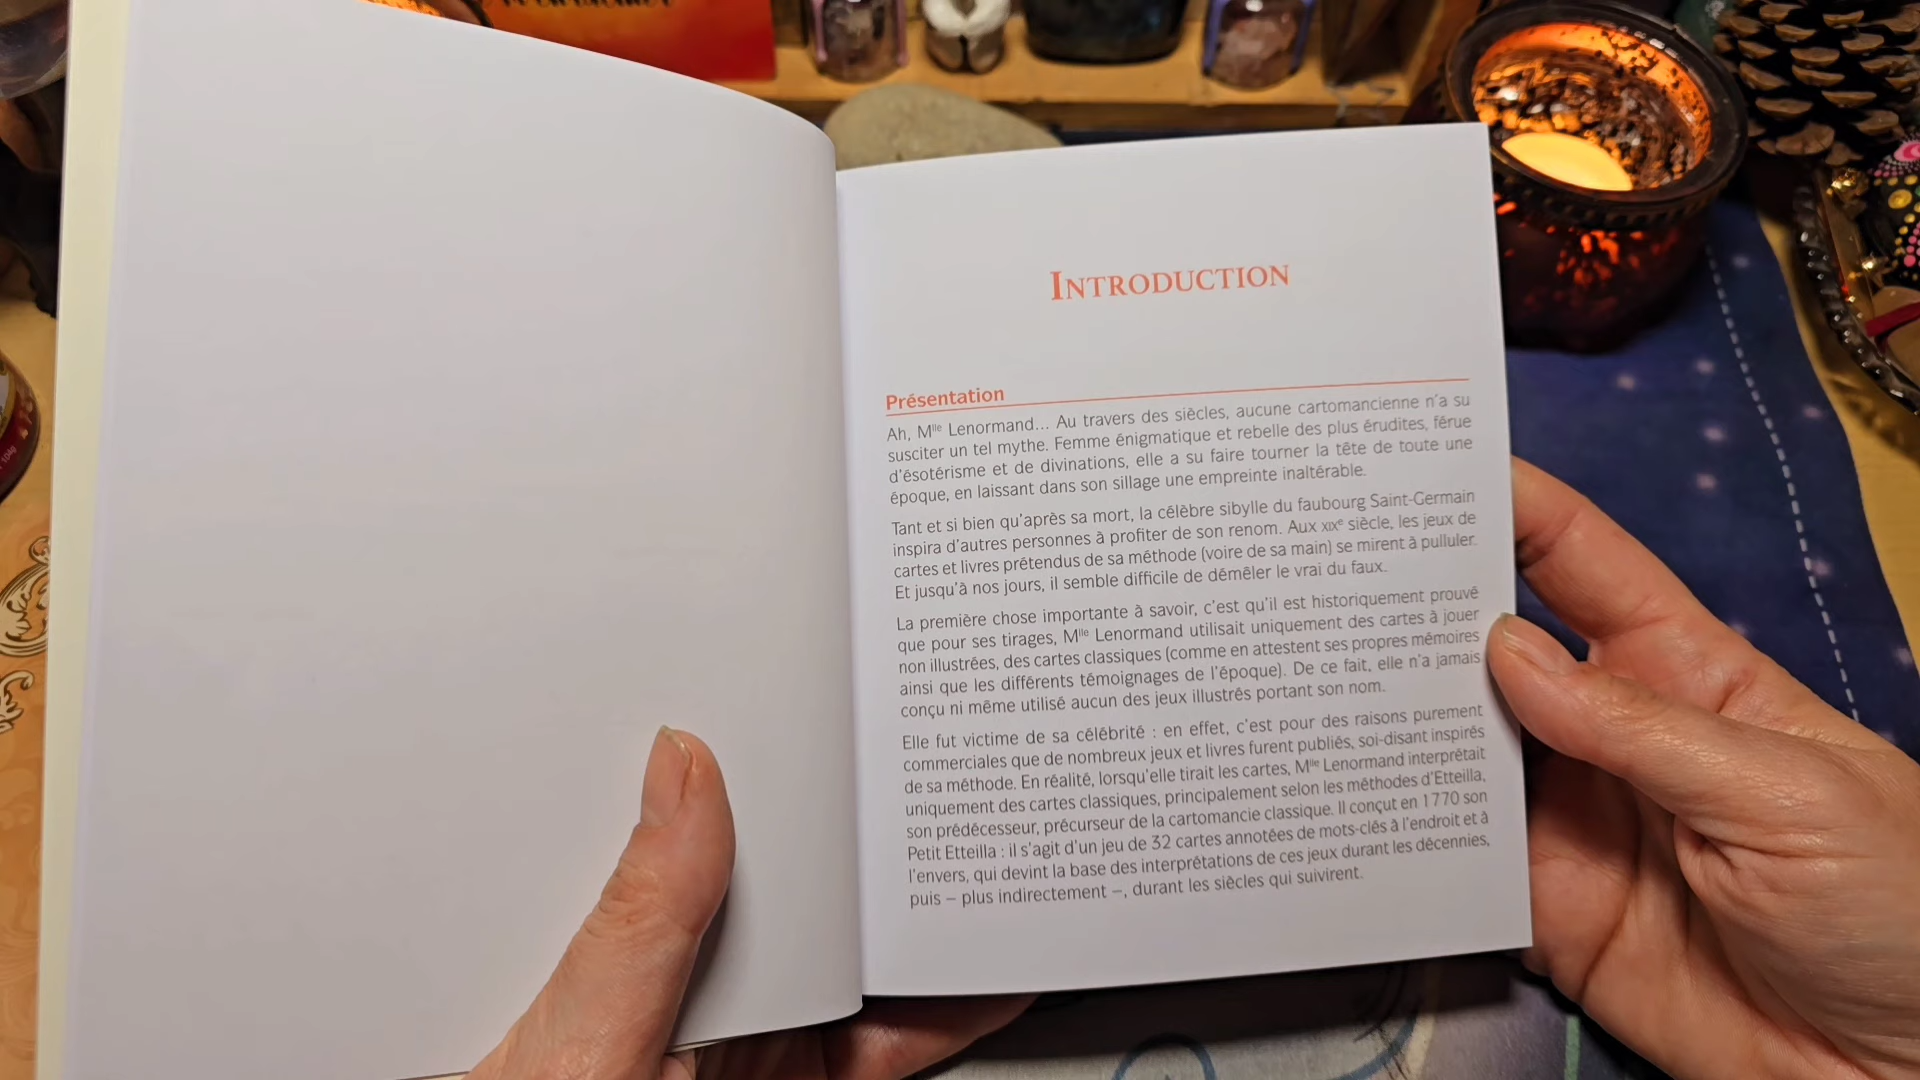 INTRODUCTION
Présentation
Ah, Mlle Lenormand... Au travers des siècles, aucune cartomancienne n'a su
susciter un tel mythe. Femme énigmatique et rebelle des plus érudites, férue
d'ésotérisme et de divinations, elle a su faire tourner la tête de toute une
époque, en laissant dans son sillage une empreinte inaltérable.
Tant et si bien qu'après sa mort, la célèbre sibylle du faubourg Saint-Germain
inspira d'autres personnes à profiter de son renom. Aux XIXe siècle, les jeux de
cartes et livres prétendus de sa méthode (voire de sa main) se mirent à pulluler.
Et jusqu'à nos jours, il semble difficile de démêler le vrai du faux.
La première chose importante à savoir, c'est qu'il est historiquement prouvé
que pour ses tirages, Mlle Lenormand utilisait uniquement des cartes à jouer
non illustrées, des cartes classiques (comme en attestent ses propres mémoires
ainsi que les différents témoignages de l'époque). De ce fait, elle n'a jamais
conçu ni même utilisé aucun des jeux illustrés portant son nom.
Elle fut victime de sa célébrité : en effet, c'est pour des raisons purement
commerciales que de nombreux jeux et livres furent publiés, soi-disant inspirés
de sa méthode. En réalité, lorsqu'elle tirait les cartes, Mlle Lenormand interprétait
uniquement des cartes classiques, principalement selon les méthodes d'Etteilla,
son prédécesseur, précurseur de la cartomancie classique. Il conçut en 1770 son
Petit Etteilla : il s'agit d'un jeu de 32 cartes annotées de mots-clés à l'endroit et à
l'envers, qui devint la base des interprétations de ces jeux durant les décennies,
puis – plus indirectement –, durant les siècles qui suivirent.
104g